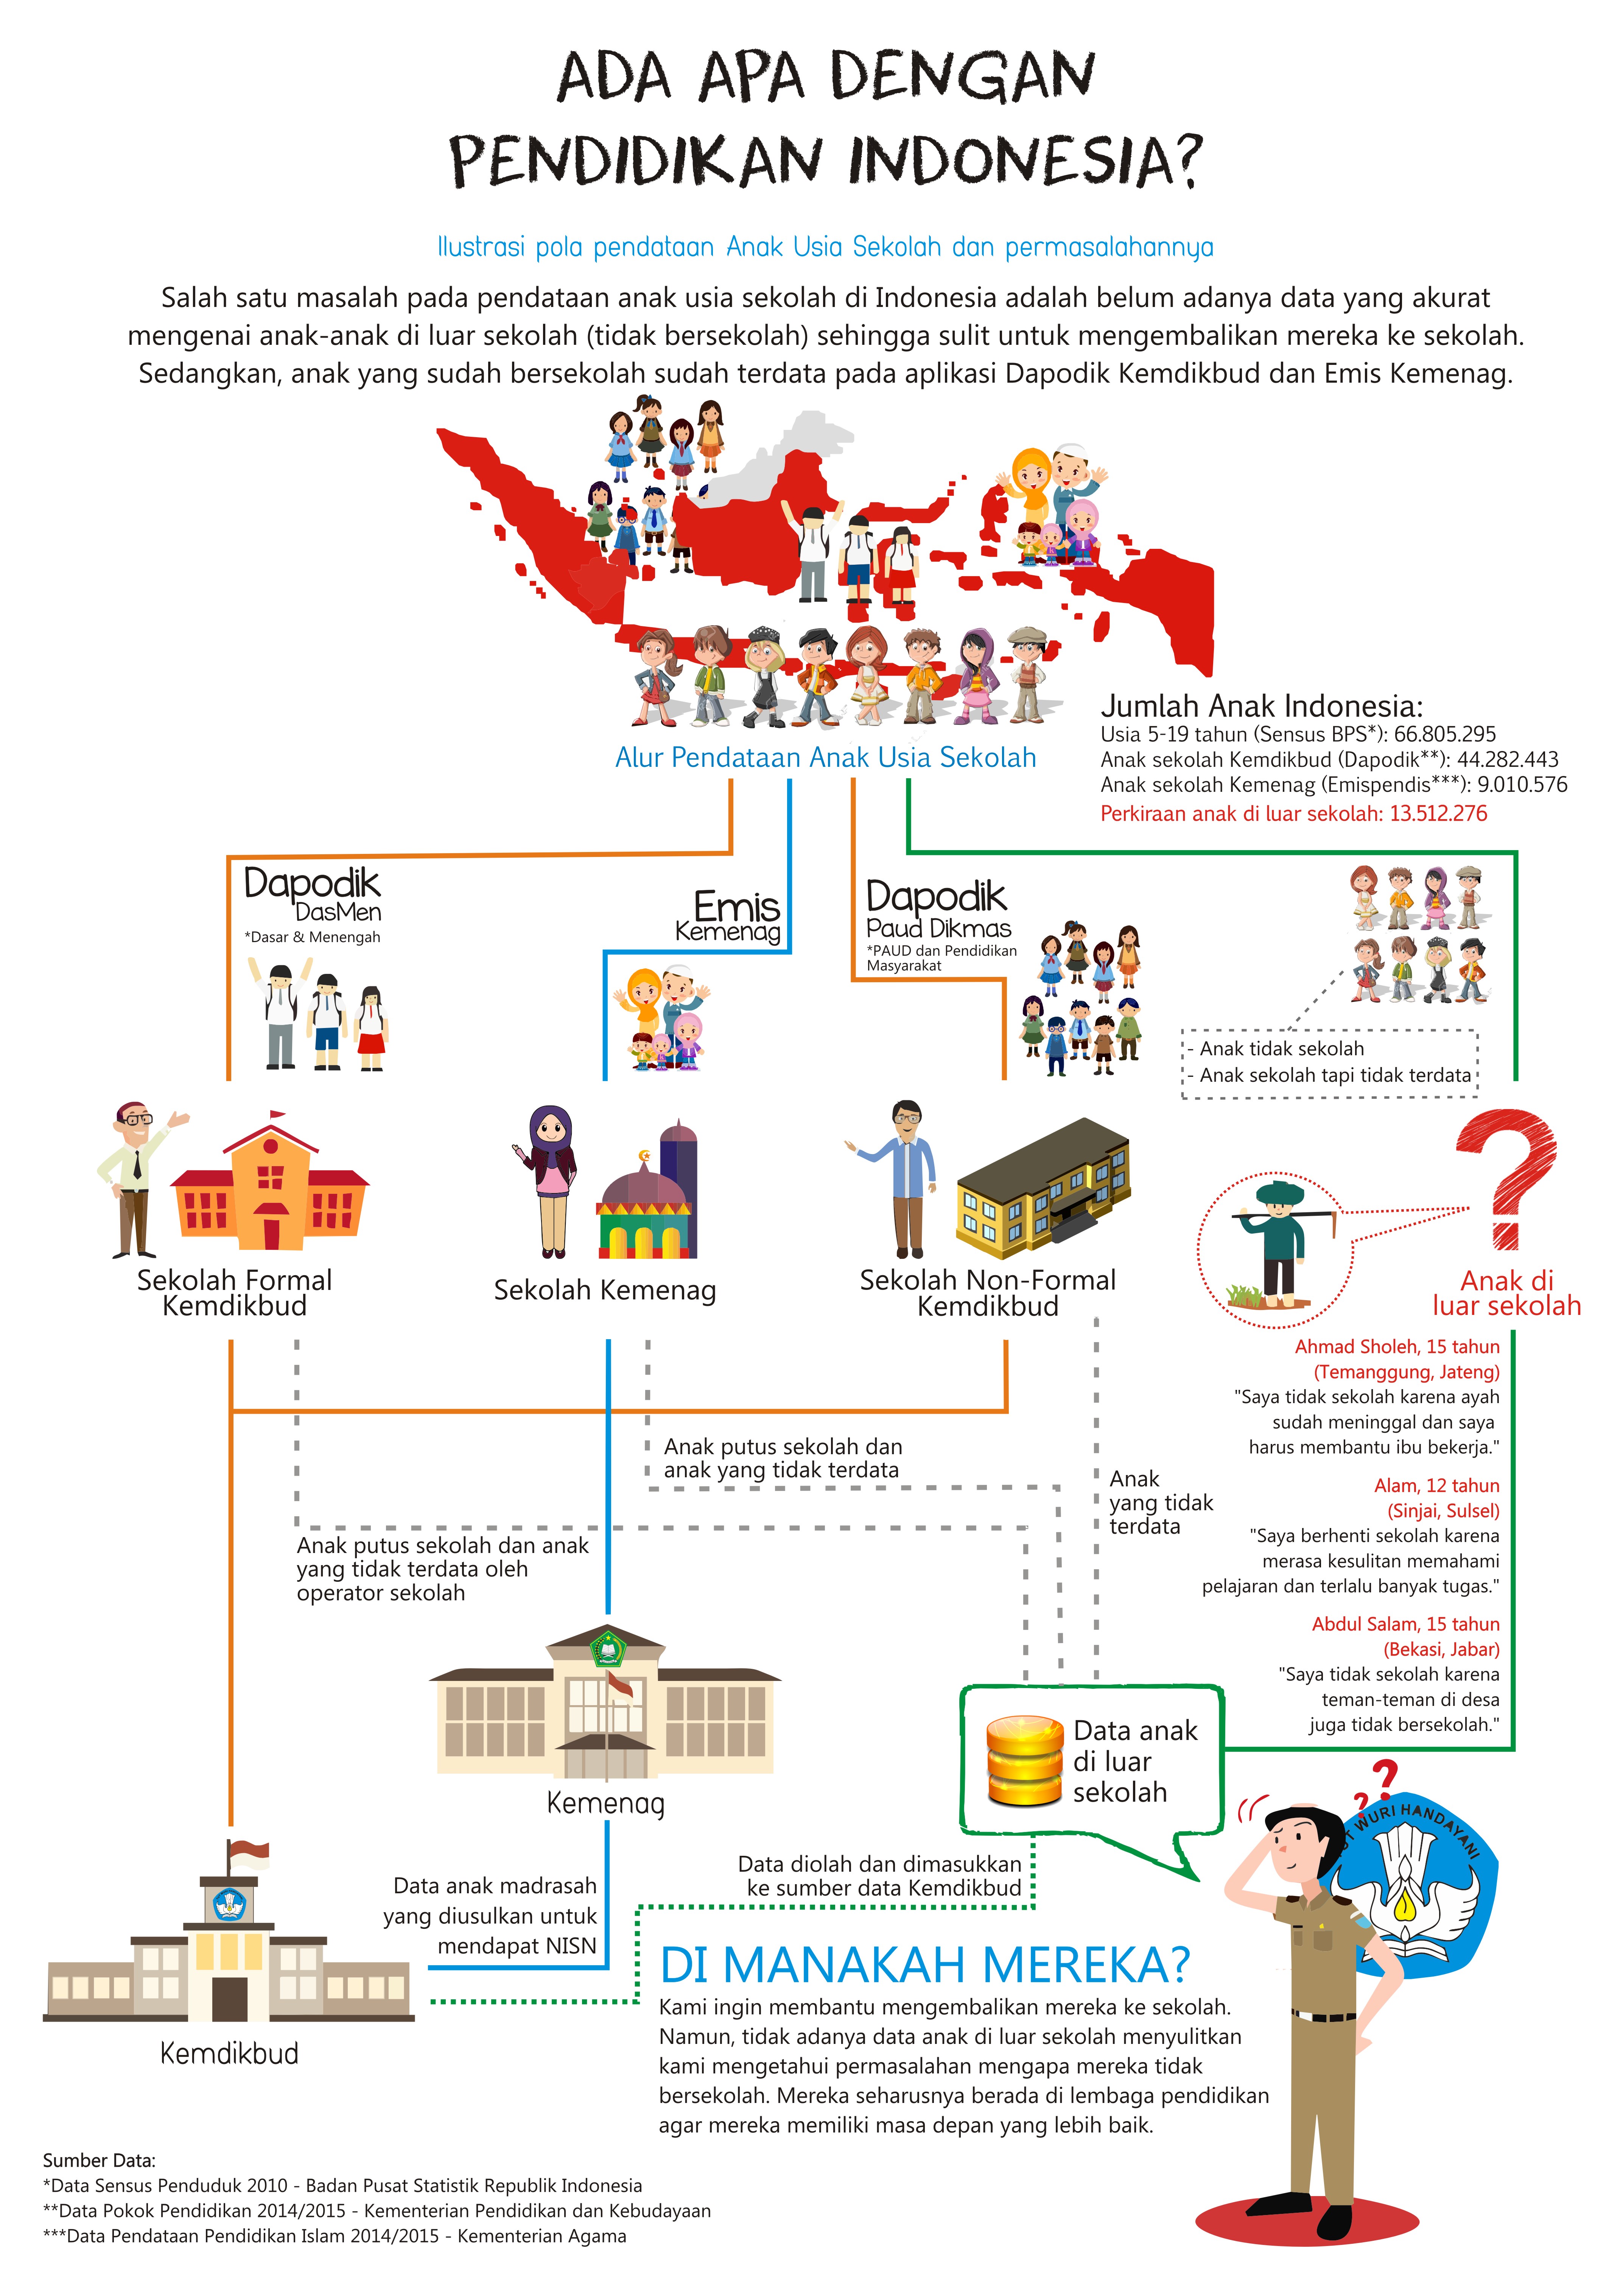 ADA APA DENGAN
PENDIDIKAN INDONESIA?
Ilustrasi pola pendataan Anak Usia Sekolah dan permasalahannya
Salah satu masalah pada pendataan anak usia sekolah di Indonesia adalah belum adanya data yang akurat
mengenai anak-anak di luar sekolah (tidak bersekolah) sehingga sulit untuk mengembalikan mereka ke sekolah.
Sedangkan, anak yang sudah bersekolah sudah terdata pada aplikasi Dapodik Kemdikbud dan Emis Kemenag.
Jumlah Anak Indonesia:
Usia 5-19 tahun (Sensus BPS*): 66.805.295
Anak sekolah Kemdikbud (Dapodik**): 44.282.443
Anak sekolah Kemenag (Emispendis***): 9.010.576
Perkiraan anak di luar sekolah: 13.512.276
Alur Pendataan Anak Usia Sekolah
Dapodik
DasMen
*Dasar & Menengah
Emis
Kemenag
Dapodik
Paud Dikmas
*PAUD dan Pendidikan
Masyarakat
- Anak tidak sekolah
- Anak sekolah tapi tidak terdata
Sekolah Formal
Kemdikbud
Sekolah Kemenag
Sekolah Non-Formal
Kemdikbud
?
Anak di
luar sekolah
Ahmad Sholeh, 15 tahun
(Temanggung, Jateng)
"Saya tidak sekolah karena ayah
sudah meninggal dan saya
harus membantu ibu bekerja."
Alam, 12 tahun
(Sinjai, Sulsel)
"Saya berhenti sekolah karena
merasa kesulitan memahami
pelajaran dan terlalu banyak tugas."
Abdul Salam, 15 tahun
(Bekasi, Jabar)
"Saya tidak sekolah karena
teman-teman di desa
juga tidak bersekolah."
Anak putus sekolah dan
anak yang tidak terdata
Anak
yang tidak
terdata
Anak putus sekolah dan anak
yang tidak terdata oleh
operator sekolah
Kemenag
Data anak
di luar
sekolah
? ?
WURI HANDAYANI
Data diolah dan dimasukkan
ke sumber data Kemdikbud
Data anak madrasah
yang diusulkan untuk
mendapat NISN
Kemdikbud
DI MANAKAH MEREKA?
Kami ingin membantu mengembalikan mereka ke sekolah.
Namun, tidak adanya data anak di luar sekolah menyulitkan
kami mengetahui permasalahan mengapa mereka tidak
bersekolah. Mereka seharusnya berada di lembaga pendidikan
agar mereka memiliki masa depan yang lebih baik.
Sumber Data:
*Data Sensus Penduduk 2010 - Badan Pusat Statistik Republik Indonesia
**Data Pokok Pendidikan 2014/2015 - Kementerian Pendidikan dan Kebudayaan
***Data Pendataan Pendidikan Islam 2014/2015 - Kementerian Agama